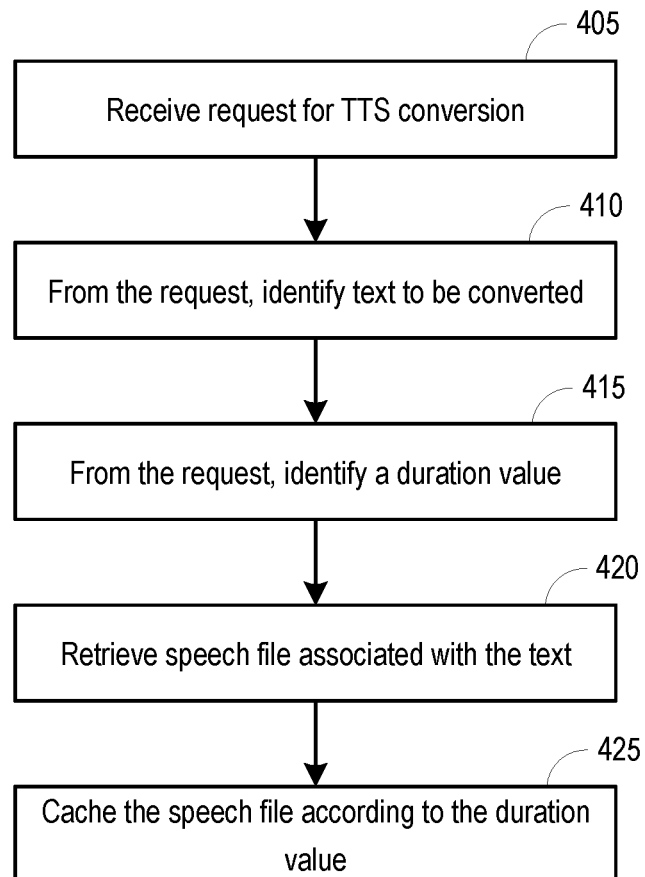 405
Receive request for TTS conversion
410
From the request, identify text to be converted
415
From the request, identify a duration value
420
Retrieve speech file associated with the text
425
Cache the speech file according to the duration
value